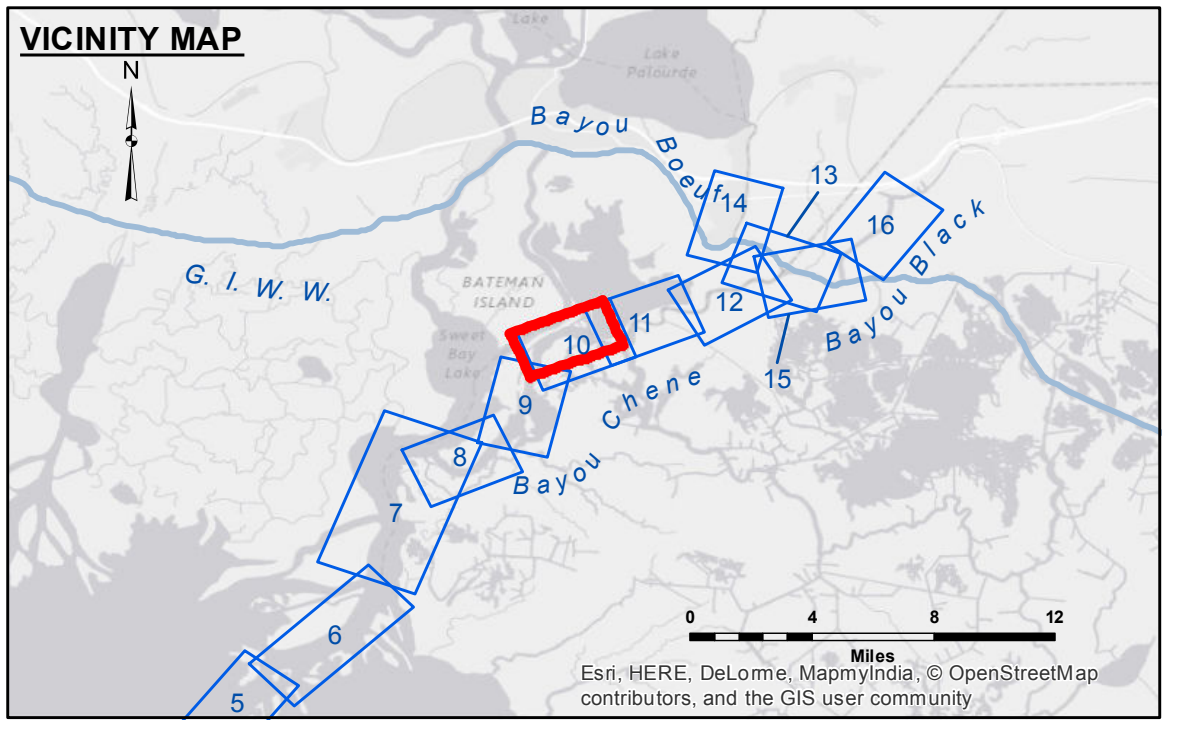 VICINITY MAP
N
Lake
Lake
Palourde
Bayou
Boeuf
13
14
16
Bayou Black
G. I. W. W.
BATEMAN
ISLAND
12
11
10
Sweet
Bay
Lake
15
9
Bayou Chene
8
7
6
5
0 4 8 12
Miles
Esri, HERE, DeLorme, MapmyIndia, © OpenStreetMap
contributors, and the GIS user community